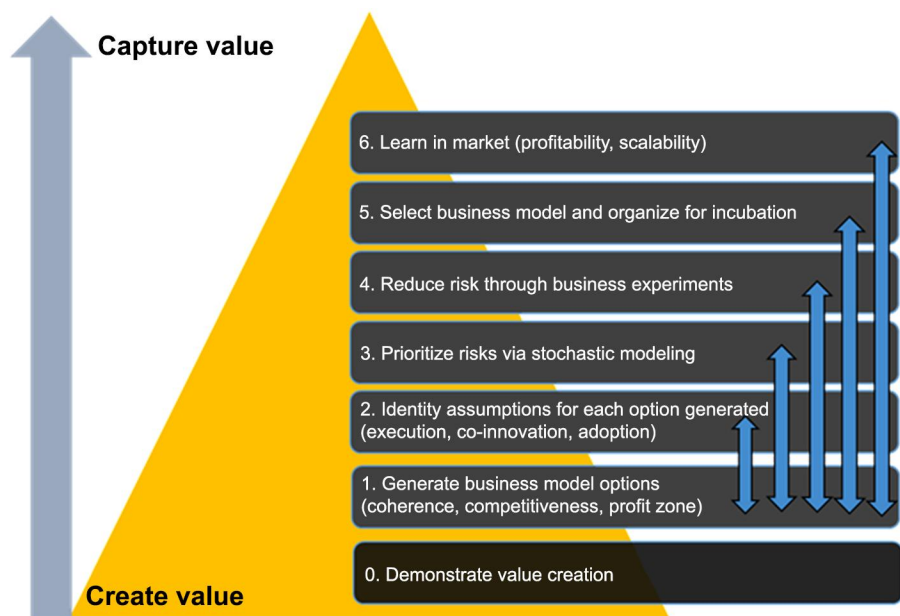 Capture value
6. Learn in market (profitability, scalability)
5. Select business model and organize for incubation
4. Reduce risk through business experiments
3. Prioritize risks via stochastic modeling
2. Identity assumptions for each option generated
(execution, co-innovation, adoption)
1. Generate business model options
(coherence, competitiveness, profit zone)
0. Demonstrate value creation
Create value